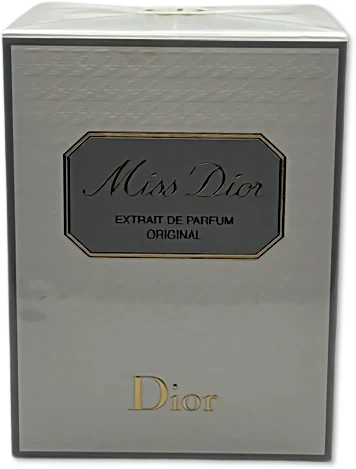 Miss Dior
EXTRAIT DE PARFUM
ORIGINAL
Dior